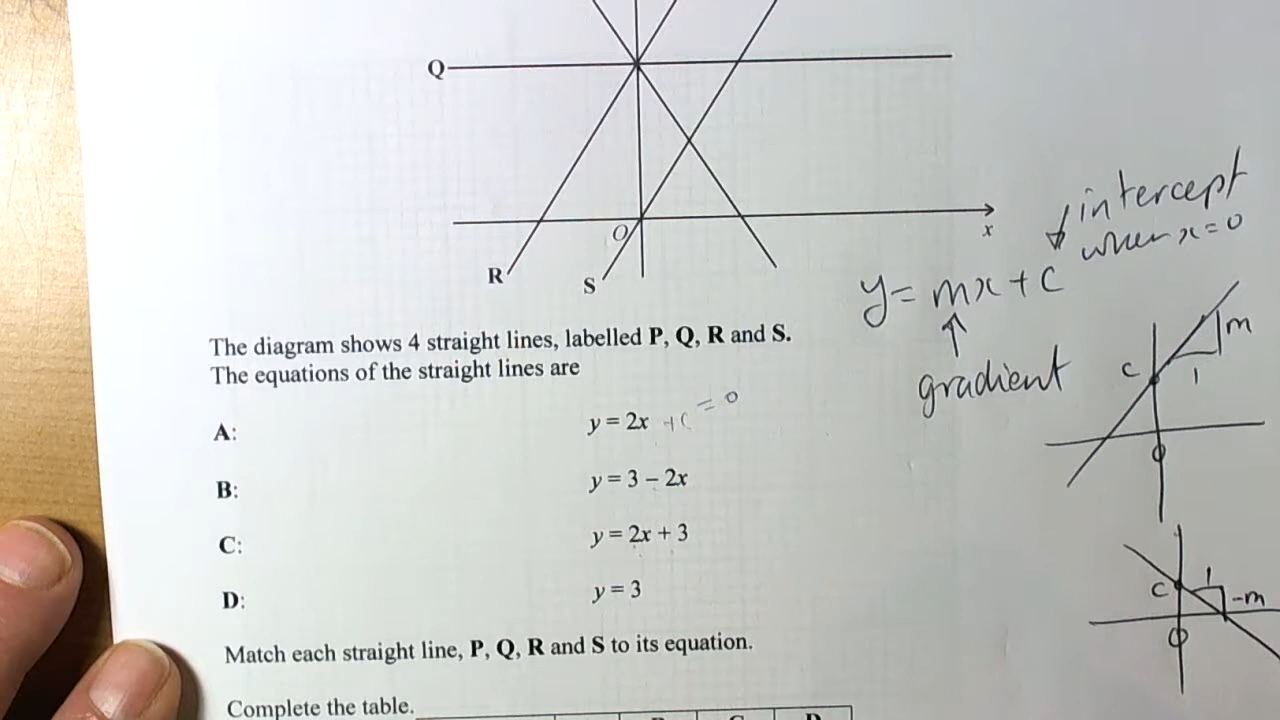 Q
O
x
R
S
intercept
when x=0
y = mx + c
gradient
The diagram shows 4 straight lines, labelled P, Q, R and S.
The equations of the straight lines are
A: y = 2x + c = 0
B: y = 3 – 2x
C: y = 2x + 3
D: y = 3
Match each straight line, P, Q, R and S to its equation.
Complete the table.
C D
c
m
1
O
c
1
-m
O